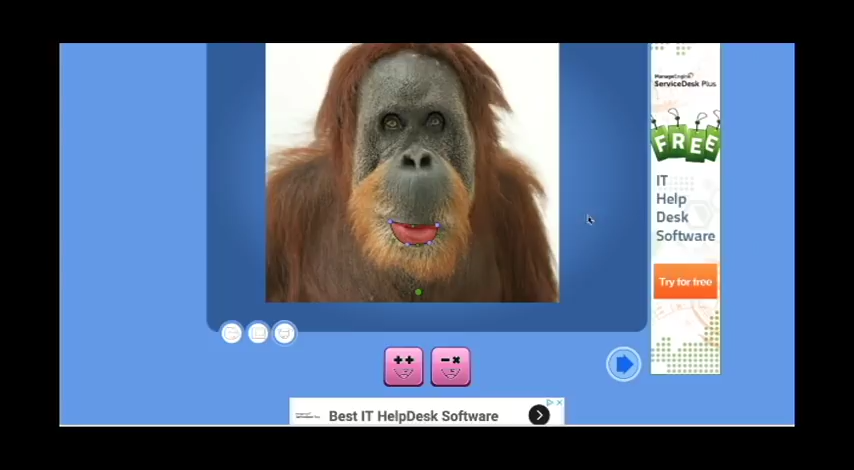 ManageEngine
ServiceDesk Plus
FREE
IT
Help
Desk
Software
Try for free
Best IT HelpDesk Software